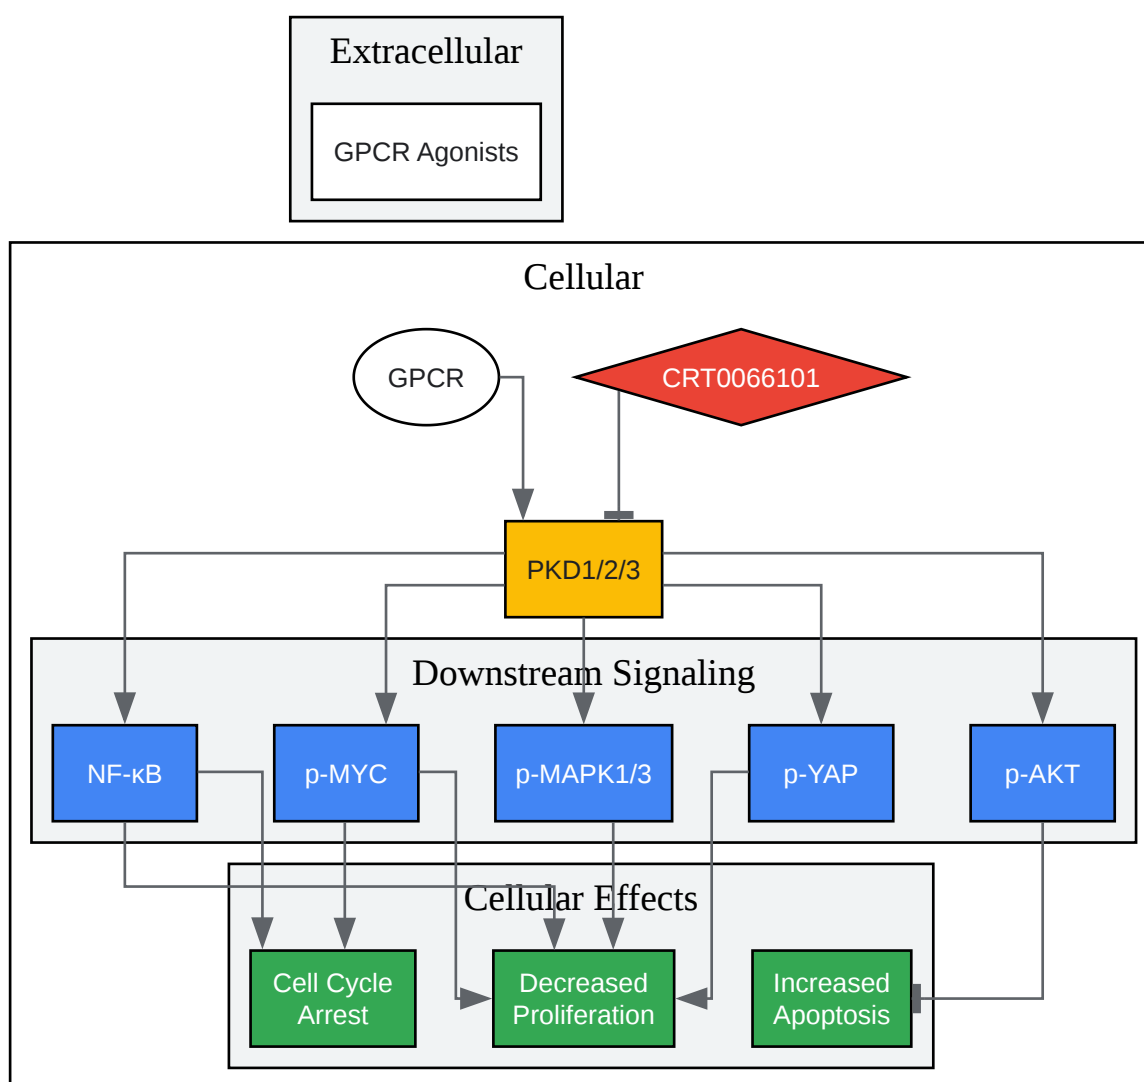 Extracellular
GPCR Agonists
Cellular
GPCR
CRT0066101
PKD1/2/3
Downstream Signaling
NF-κB
p-MYC
p-MAPK1/3
p-YAP
p-AKT
Cellular Effects
Cell Cycle
Arrest
Decreased
Proliferation
Increased
Apoptosis